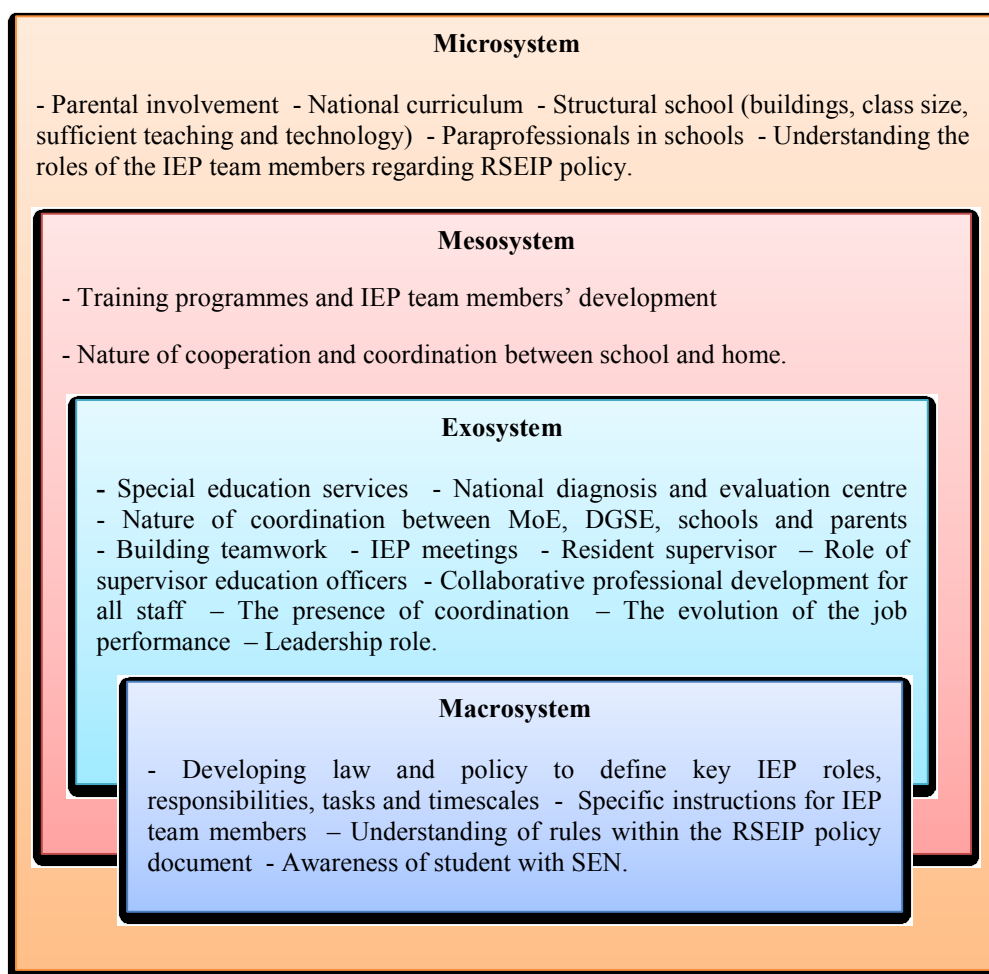 Microsystem
- Parental involvement - National curriculum - Structural school (buildings, class size,
sufficient teaching and technology) - Paraprofessionals in schools - Understanding the
roles of the IEP team members regarding RSEIP policy.
Mesosystem
- Training programmes and IEP team members’ development
- Nature of cooperation and coordination between school and home.
Exosystem
- Special education services - National diagnosis and evaluation centre
- Nature of coordination between MoE, DGSE, schools and parents
- Building teamwork - IEP meetings - Resident supervisor – Role of
supervisor education officers - Collaborative professional development for
all staff – The presence of coordination – The evolution of the job
performance – Leadership role.
Macrosystem
- Developing law and policy to define key IEP roles,
responsibilities, tasks and timescales - Specific instructions for IEP
team members – Understanding of rules within the RSEIP policy
document - Awareness of student with SEN.